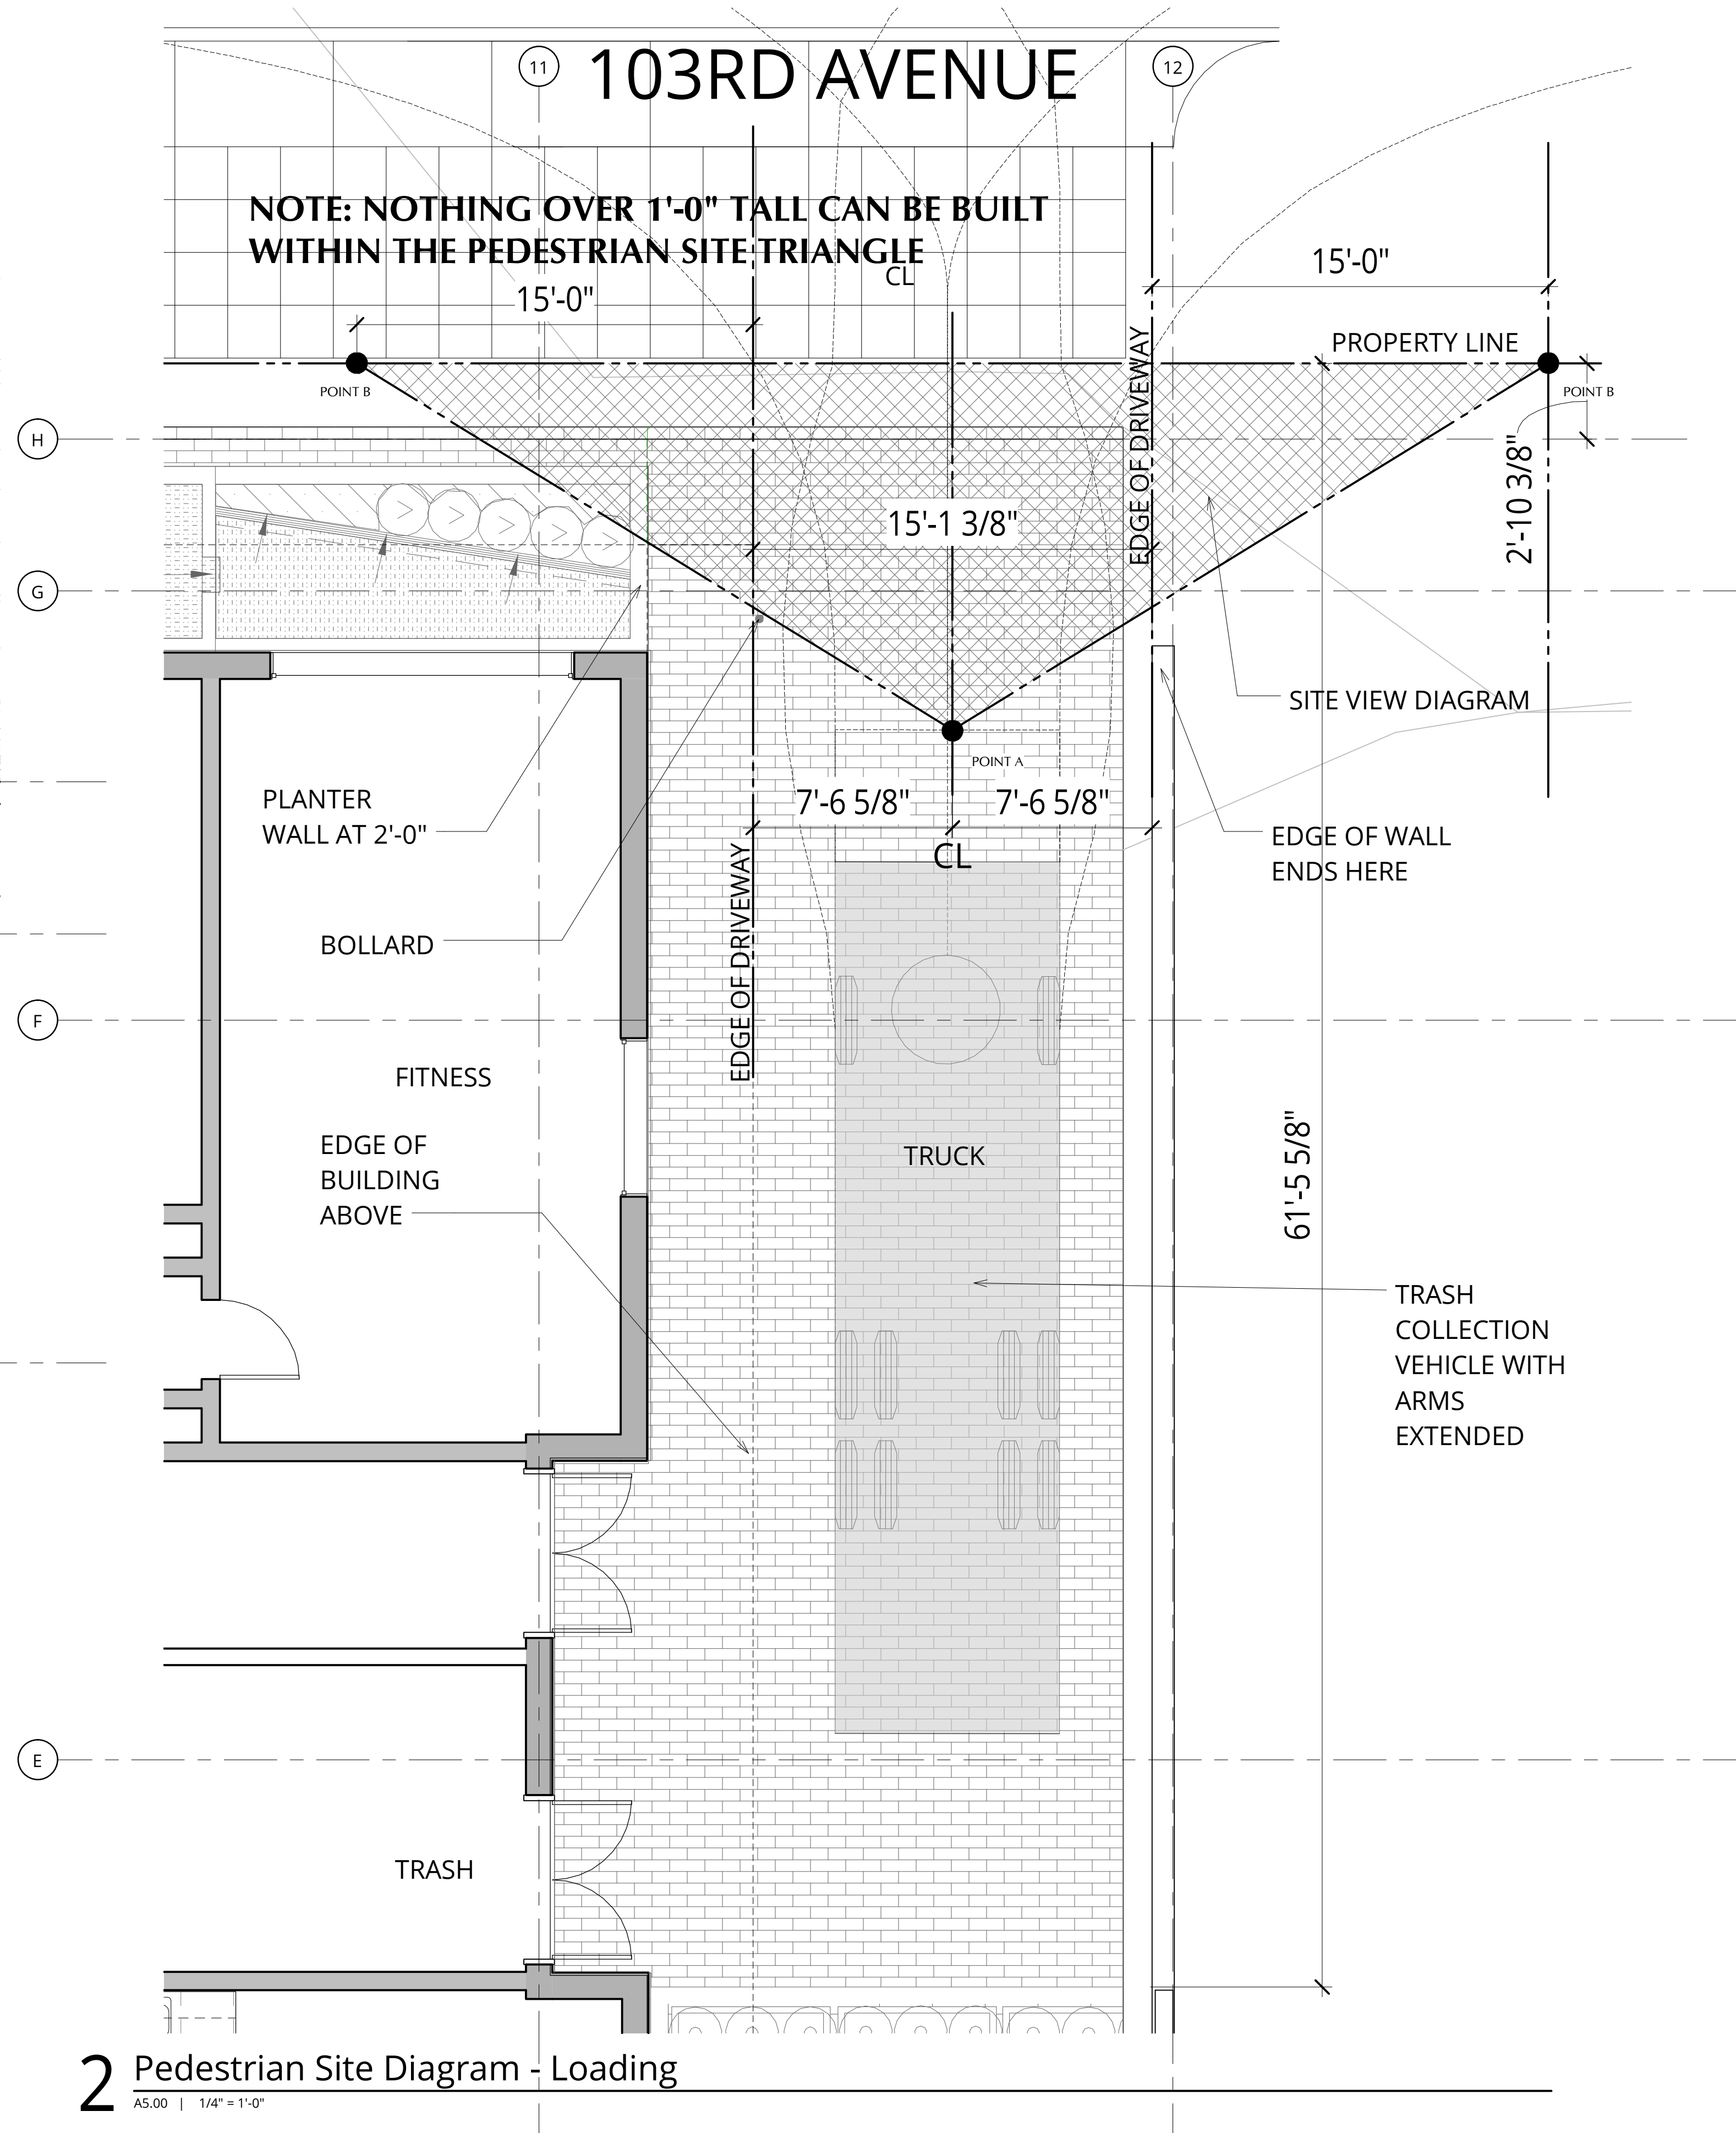 11
103RD AVENUE
12
NOTE: NOTHING OVER 1'-0" TALL CAN BE BUILT
WITHIN THE PEDESTRIAN SITE TRIANGLE
CL
15'-0"
15'-0"
PROPERTY LINE
POINT B
POINT B
EDGE OF DRIVEWAY
H
2'-10 3/8"
15'-1 3/8"
G
SITE VIEW DIAGRAM
POINT A
PLANTER
WALL AT 2'-0"
7'-6 5/8"
7'-6 5/8"
CL
EDGE OF WALL
ENDS HERE
BOLLARD
EDGE OF DRIVEWAY
F
FITNESS
EDGE OF
BUILDING
ABOVE
TRUCK
61'-5 5/8"
TRASH
COLLECTION
VEHICLE WITH
ARMS
EXTENDED
E
TRASH
2
Pedestrian Site Diagram - Loading
A5.00 | 1/4" = 1'-0"